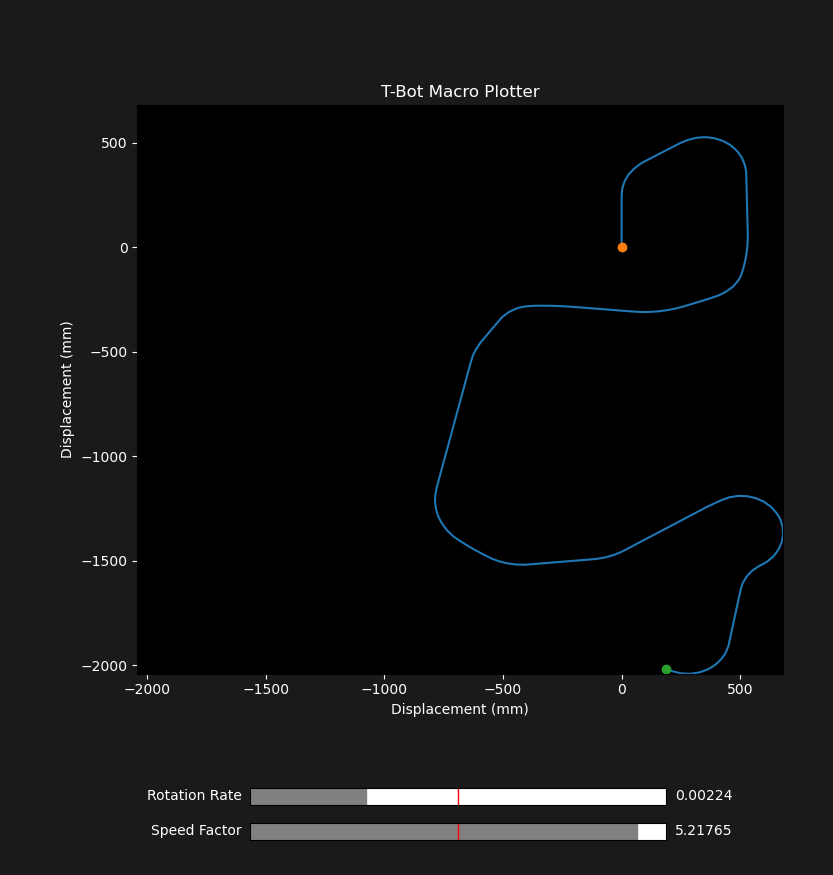 T-Bot Macro Plotter
500
0
−500
−1000
−1500
−2000
Displacement (mm)
−2000 −1500 −1000 −500 0 500
Displacement (mm)
Rotation Rate 0.00224
Speed Factor 5.21765